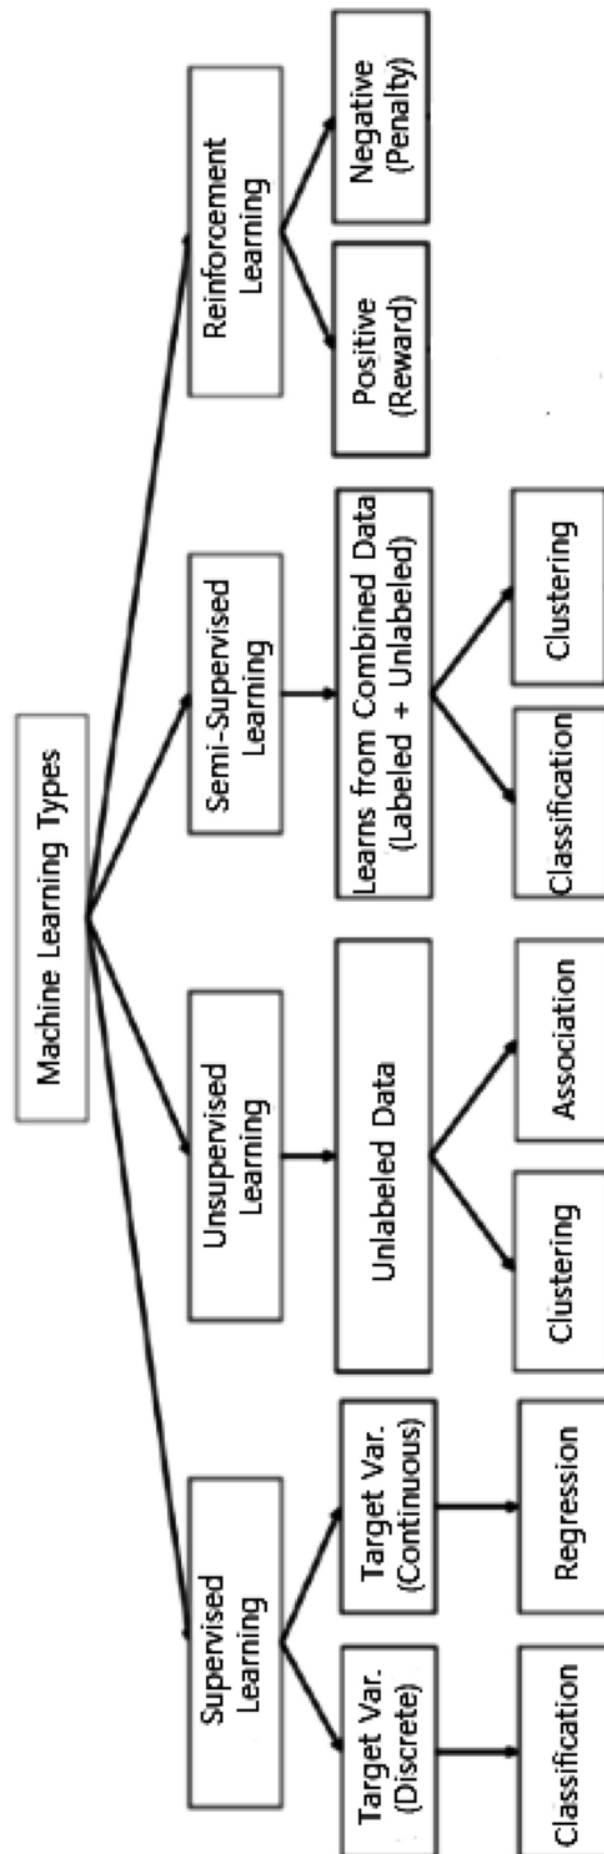 Machine Learning Types
Supervised
Learning
Unsupervised
Learning
Semi-Supervised
Learning
Reinforcement
Learning
Target Var.
(Discrete)
Target Var.
(Continuous)
Unlabeled Data
Learns from Combined Data
(Labeled + Unlabeled)
Positive
(Reward)
Negative
(Penalty)
Classification
Regression
Clustering
Association
Classification
Clustering